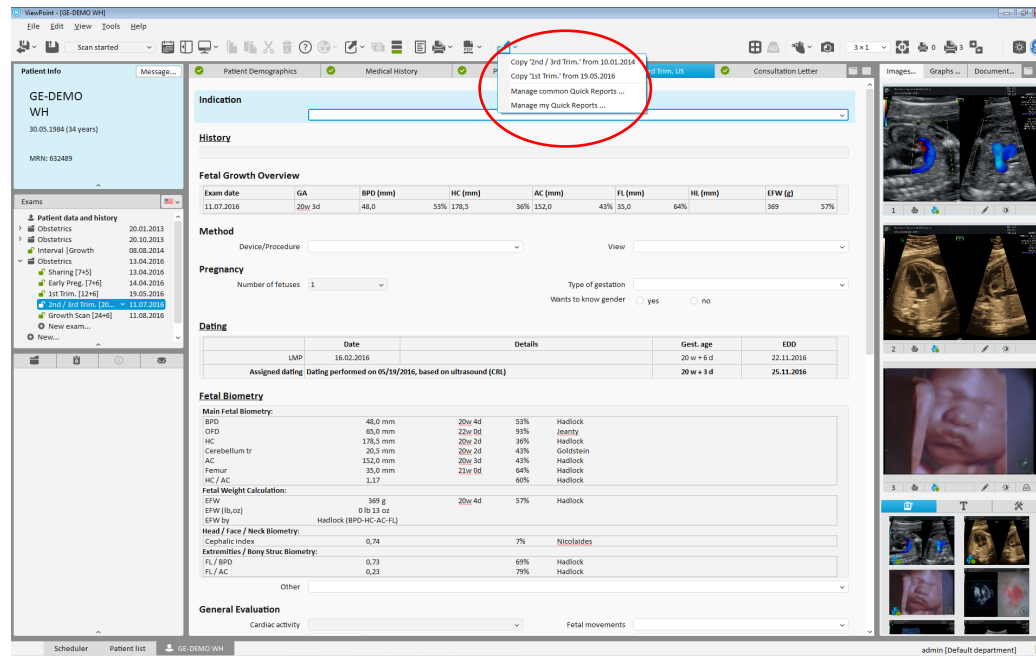 ViewPoint - [GE-DEMO WH]
File Edit View Tools Help
Scan started
3×1
0
3
Patient Info Message...
GE-DEMO
WH
30.05.1984 (34 years)
MRN: 632489
Exams
Patient data and history
Obstetrics 20.01.2013
Obstetrics 20.10.2013
Interval |Growth 08.08.2014
Obstetrics 13.04.2016
Sharing [7+5] 13.04.2016
Early Preg. [7+6] 14.04.2016
1st Trim. [12+6] 19.05.2016
2nd / 3rd Trim. [20... 11.07.2016
Growth Scan [24+6] 11.08.2016
New exam...
New...
Patient Demographics Medical History P rd Trim. US Consultation Letter
Copy '2nd / 3rd Trim.' from 10.01.2014
Copy '1st Trim.' from 19.05.2016
Manage common Quick Reports ...
Manage my Quick Reports ...
Indication
History
Fetal Growth Overview
Exam date GA BPD (mm) HC (mm) AC (mm) FL (mm) HL (mm) EFW (g)
11.07.2016 20w 3d 48,0 53% 178,5 36% 152,0 43% 35,0 64% 369 57%
Method
Device/Procedure View
Pregnancy
Number of fetuses 1 Type of gestation
Wants to know gender yes no
Dating
Date Details Gest. age EDD
LMP 16.02.2016 20 w + 6 d 22.11.2016
Assigned dating Dating performed on 05/19/2016, based on ultrasound (CRL) 20 w + 3 d 25.11.2016
Fetal Biometry
Main Fetal Biometry:
BPD 48,0 mm 20w 4d 53% Hadlock
OFD 65,0 mm 22w 0d 93% Jeanty
HC 178,5 mm 20w 2d 36% Hadlock
Cerebellum tr 20,5 mm 20w 2d 43% Goldstein
AC 152,0 mm 20w 3d 43% Hadlock
Femur 35,0 mm 21w 0d 64% Hadlock
HC / AC 1,17 60% Hadlock
Fetal Weight Calculation:
EFW 369 g 20w 4d 57% Hadlock
EFW (lb,oz) 0 lb 13 oz
EFW by Hadlock (BPD-HC-AC-FL)
Head / Face / Neck Biometry:
Cephalic index 0,74 7% Nicolaides
Extremities / Bony Struc Biometry:
FL / BPD 0,73 69% Hadlock
FL / AC 0,23 79% Hadlock
Other
General Evaluation
Cardiac activity Fetal movements
Images... Graphs ... Document...
1
2
3
T
Scheduler Patient list GE-DEMO WH
admin [Default department]